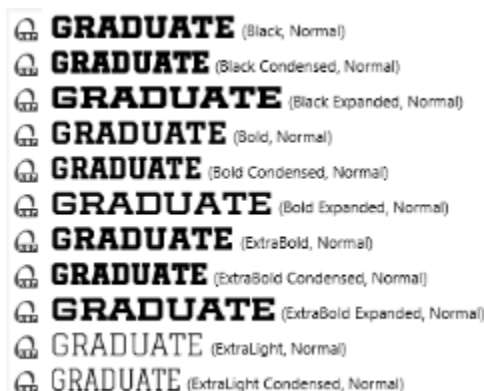 GRADUATE (Black, Normal)
GRADUATE (Black Condensed, Normal)
GRADUATE (Black Expanded, Normal)
GRADUATE (Bold, Normal)
GRADUATE (Bold Condensed, Normal)
GRADUATE (Bold Expanded, Normal)
GRADUATE (ExtraBold, Normal)
GRADUATE (ExtraBold Condensed, Normal)
GRADUATE (ExtraBold Expanded, Normal)
GRADUATE (ExtraLight, Normal)
GRADUATE (ExtraLight Condensed, Normal)